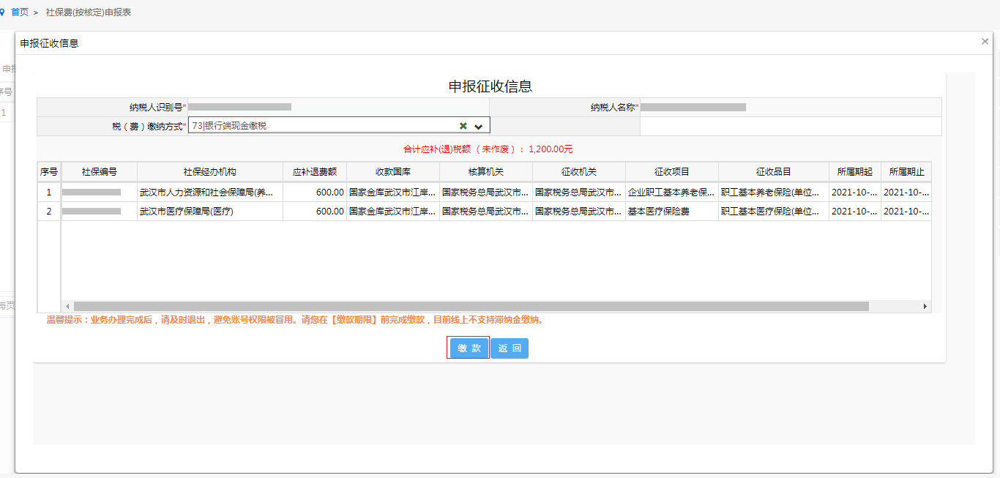 首页 > 社保费(按核定)申报表
申报征收信息 ×
申报
序号
1
每页
申报征收信息
纳税人识别号* 纳税人名称*
税（费）缴纳方式* 73|银行端现金缴税
合计应补(退)税额（未作废）： 1,200.00元
序号 社保编号 社保经办机构 应补退费额 收款国库 核算机关 征收机关 征收项目 征收品目 所属期起 所属期止
1 武汉市人力资源和社会保障局(养... 600.00 国家金库武汉市江岸... 国家税务总局武汉市... 国家税务总局武汉市... 企业职工基本养老保... 职工基本养老保险(单位... 2021-10-... 2021-10-...
2 武汉市医疗保障局(医疗) 600.00 国家金库武汉市江岸... 国家税务总局武汉市... 国家税务总局武汉市... 基本医疗保险费 职工基本医疗保险(单位... 2021-10-... 2021-10-...
温馨提示：业务办理完成后，请及时退出，避免账号权限被冒用。请您在【缴款期限】前完成缴款，目前线上不支持滞纳金缴纳。
缴 款 返 回